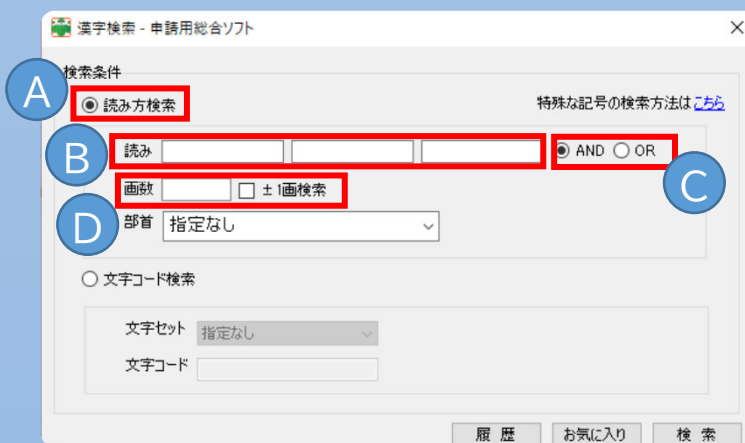 漢字検索 - 申請用総合ソフト
検索条件
A
読み方検索
特殊な記号の検索方法はこちら
B
読み
AND
OR
C
画数
±1画検索
D
部首
指定なし
文字コード検索
文字セット
指定なし
文字コード
履 歴
お気に入り
検 索